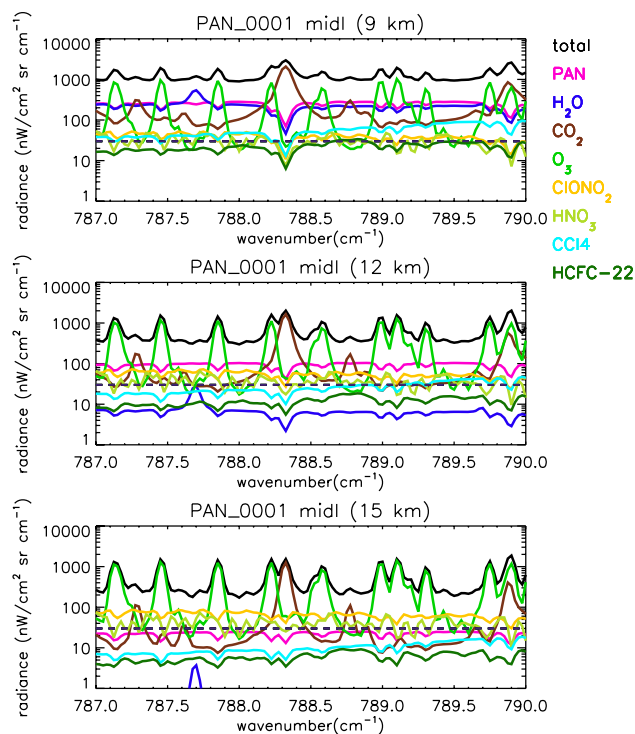 PAN_0001 midl (9 km)
radiance (nW/cm² sr cm⁻¹)
10000
1000
100
10
1
787.0 787.5 788.0 788.5 789.0 789.5 790.0
wavenumber(cm⁻¹)
total
PAN
H₂O
CO₂
O₃
ClONO₂
HNO₃
CCl4
HCFC-22
PAN_0001 midl (12 km)
radiance (nW/cm² sr cm⁻¹)
10000
1000
100
10
1
787.0 787.5 788.0 788.5 789.0 789.5 790.0
wavenumber(cm⁻¹)
PAN_0001 midl (15 km)
radiance (nW/cm² sr cm⁻¹)
10000
1000
100
10
1
787.0 787.5 788.0 788.5 789.0 789.5 790.0
wavenumber(cm⁻¹)